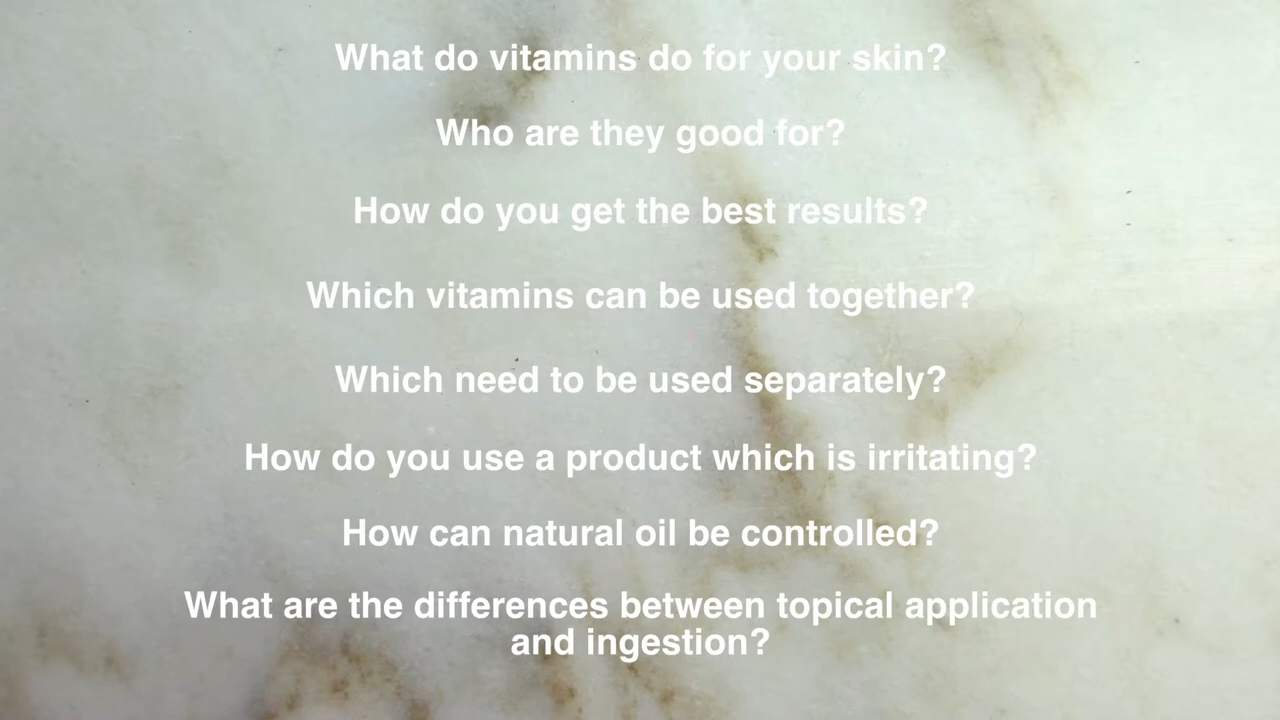 What do vitamins do for your skin?
Who are they good for?
How do you get the best results?
Which vitamins can be used together?
Which need to be used separately?
How do you use a product which is irritating?
How can natural oil be controlled?
What are the differences between topical application
and ingestion?